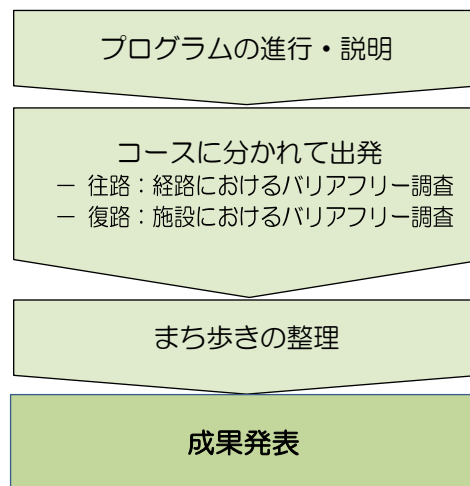 プログラムの進行・説明
コースに分かれて出発
－ 往路：経路におけるバリアフリー調査
－ 復路：施設におけるバリアフリー調査
まち歩きの整理
成果発表